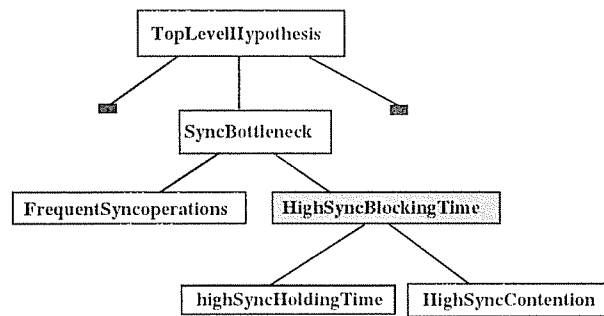 TopLevelHypothesis
SyncBottleneck
FrequentSyncoperations
HighSyncBlockingTime
highSyncHoldingTime
HighSyncContention